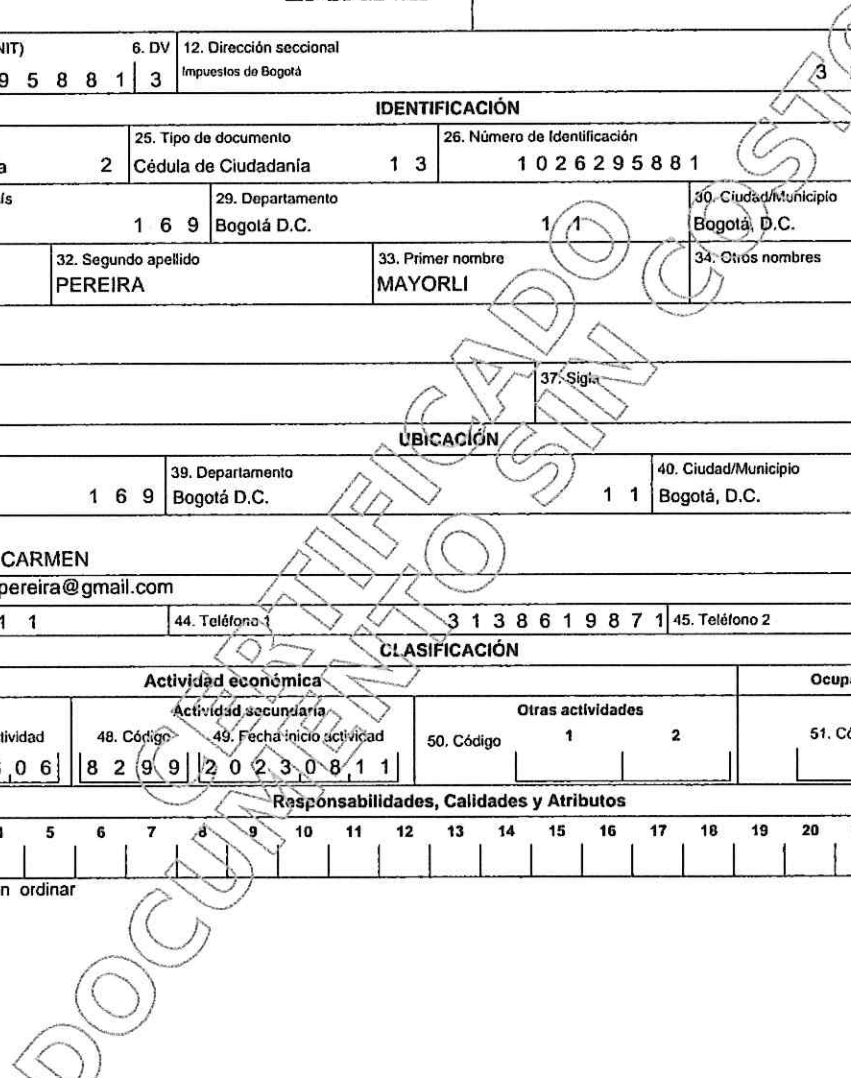 NIT) 6. DV 12. Dirección seccional
9 5 8 8 1 3 Impuestos de Bogotá 3
IDENTIFICACIÓN
25. Tipo de documento 26. Número de Identificación
a 2 Cédula de Ciudadanía 1 3 1 0 2 6 2 9 5 8 8 1
ís 29. Departamento 30. Ciudad/Municipio
1 6 9 Bogotá D.C. 1 1 Bogotá, D.C.
32. Segundo apellido 33. Primer nombre 34. Otros nombres
PEREIRA MAYORLI
37. Sigla
UBICACIÓN
39. Departamento 40. Ciudad/Municipio
1 6 9 Bogotá D.C. 1 1 Bogotá, D.C.
CARMEN
pereira@gmail.com
1 1 44. Teléfono 1 3 1 3 8 6 1 9 8 7 1 45. Teléfono 2
CLASIFICACIÓN
Actividad económica Ocupa
Actividad secundaria Otras actividades
tividad 48. Código 49. Fecha inicio actividad 50. Código 1 2 51. Có
0 6 8 2 9 9 2 0 2 3 0 8 1 1
Responsabilidades, Calidades y Atributos
5 6 7 8 9 10 11 12 13 14 15 16 17 18 19 20
n ordinar
CERTIFICADO
DOCUMENTO SIN COSTO